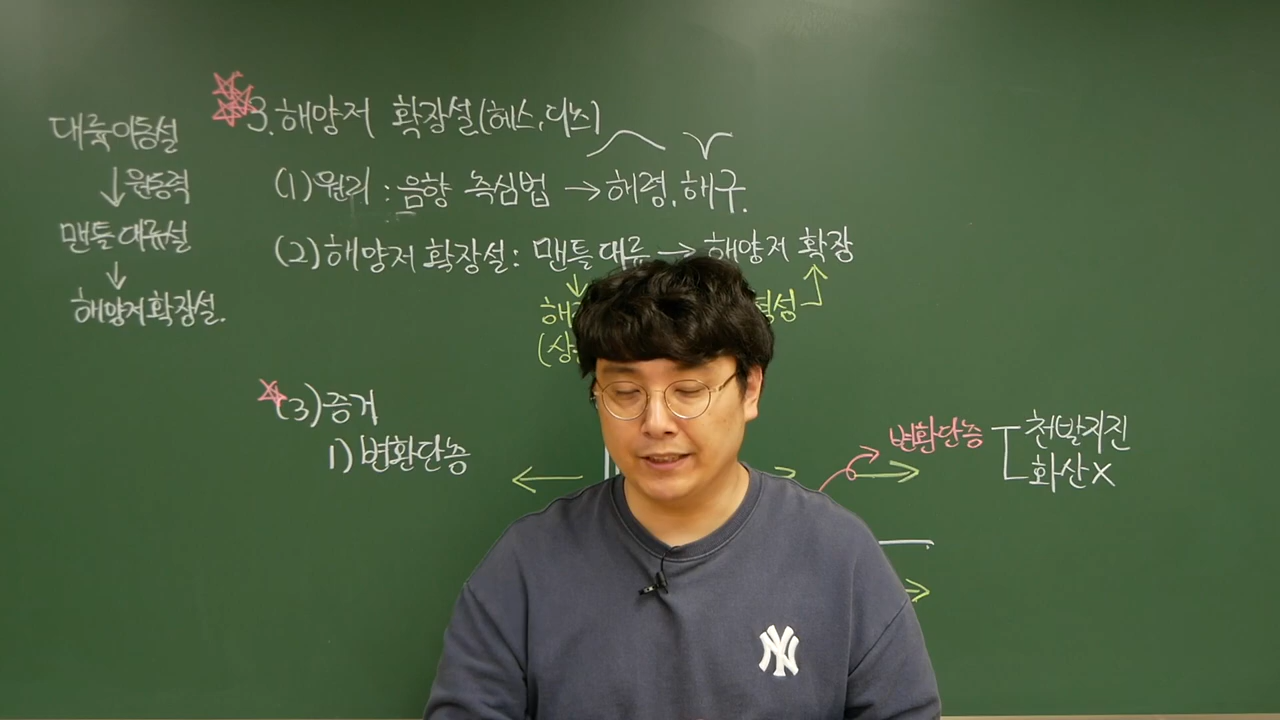 대륙이동설
↓원동력
맨틀대류설
↓
해양저확장설.
3. 해양저 확장설(헤스, 디츠)
(1) 원리 : 음향 측심법 → 해령, 해구.
(2) 해양저 확장설 : 맨틀대류 → 해양저 확장
(3) 증거
1) 변환단층
변환단층
천발지진
화산 X
NY